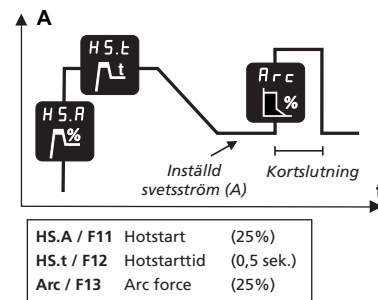 A
HS.t
t
Arc
%
HS.A
%
Inställd
svetsström (A)
Kortslutning
t
HS.A / F11 Hotstart (25%)
HS.t / F12 Hotstarttid (0,5 sek.)
Arc / F13 Arc force (25%)